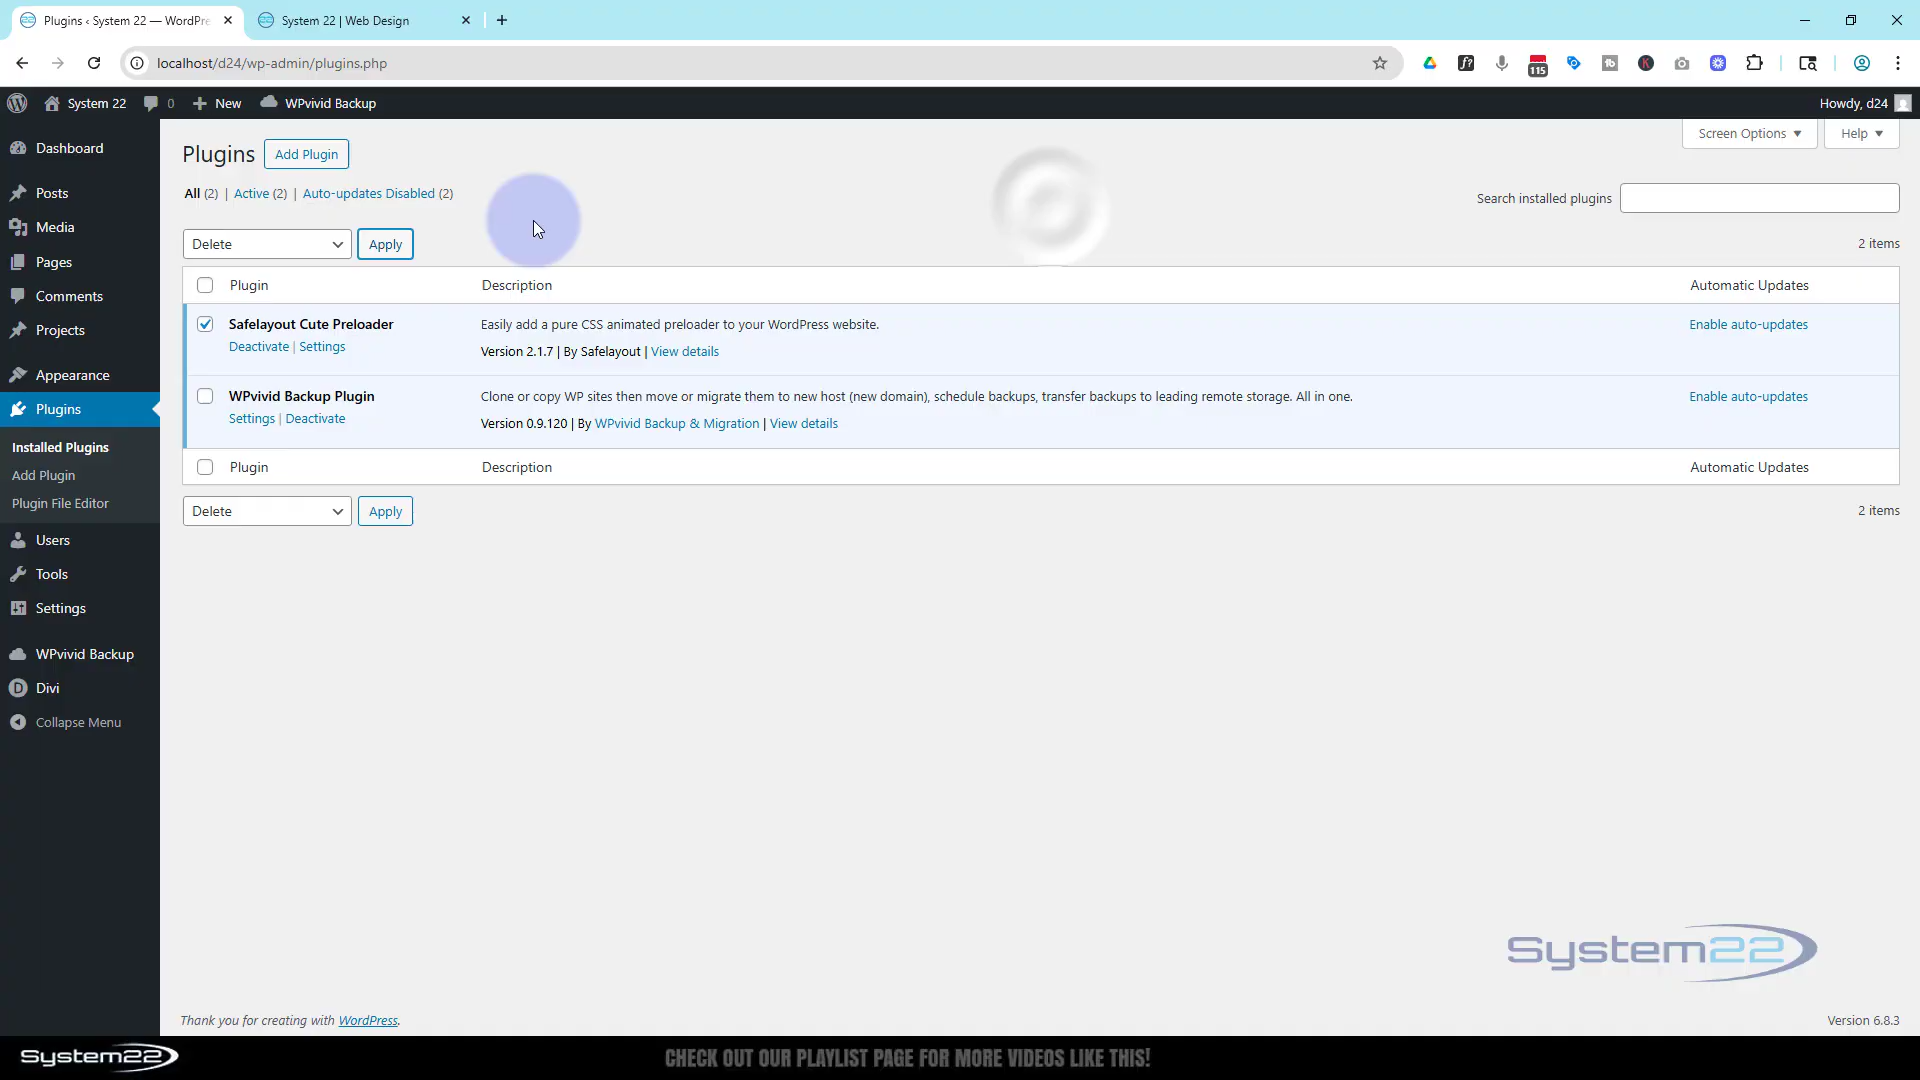 Plugins ‹ System 22 — WordPre
System 22 | Web Design
localhost/d24/wp-admin/plugins.php
115
System 22
0
New
WPvivid Backup
Howdy, d24
Dashboard
Posts
Media
Pages
Comments
Projects
Appearance
Plugins
Installed Plugins
Add Plugin
Plugin File Editor
Users
Tools
Settings
WPvivid Backup
Divi
Collapse Menu
Screen Options
Help
Plugins
Add Plugin
All (2) | Active (2) | Auto-updates Disabled (2)
Search installed plugins
Delete
Apply
2 items
Plugin
Description
Automatic Updates
Safelayout Cute Preloader
Easily add a pure CSS animated preloader to your WordPress website.
Enable auto-updates
Deactivate | Settings
Version 2.1.7 | By Safelayout | View details
WPvivid Backup Plugin
Clone or copy WP sites then move or migrate them to new host (new domain), schedule backups, transfer backups to leading remote storage. All in one.
Enable auto-updates
Settings | Deactivate
Version 0.9.120 | By WPvivid Backup & Migration | View details
Plugin
Description
Automatic Updates
Delete
Apply
2 items
System22
Thank you for creating with WordPress.
Version 6.8.3
System22
CHECK OUT OUR PLAYLIST PAGE FOR MORE VIDEOS LIKE THIS!